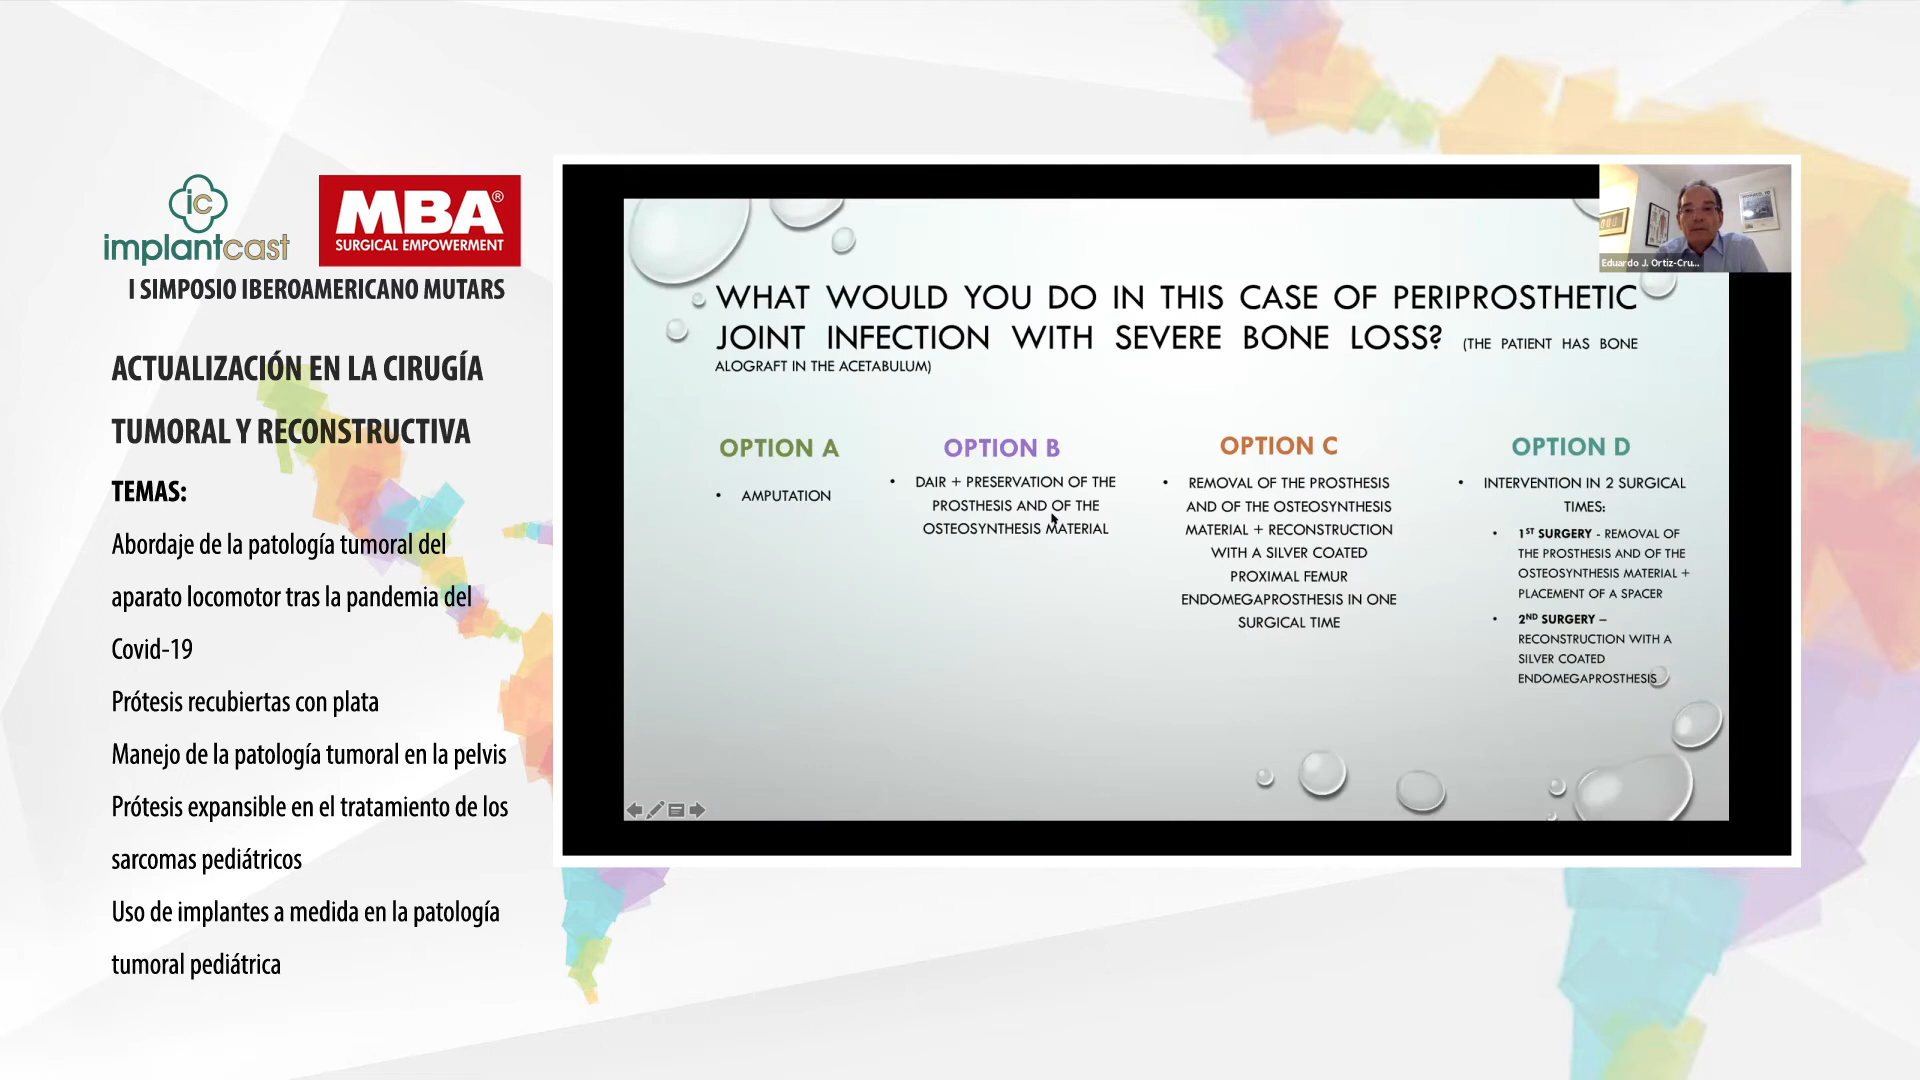 ic
implantcast
MBA®
SURGICAL EMPOWERMENT
I SIMPOSIO IBEROAMERICANO MUTARS
ACTUALIZACIÓN EN LA CIRUGÍA
TUMORAL Y RECONSTRUCTIVA
TEMAS:
Abordaje de la patología tumoral del
aparato locomotor tras la pandemia del
Covid-19
Prótesis recubiertas con plata
Manejo de la patología tumoral en la pelvis
Prótesis expansible en el tratamiento de los
sarcomas pediátricos
Uso de implantes a medida en la patología
tumoral pediátrica
Eduardo J. Ortiz-Cru...
WHAT WOULD YOU DO IN THIS CASE OF PERIPROSTHETIC
JOINT INFECTION WITH SEVERE BONE LOSS? (THE PATIENT HAS BONE
ALOGRAFT IN THE ACETABULUM)
OPTION A
• AMPUTATION
OPTION B
• DAIR + PRESERVATION OF THE
PROSTHESIS AND OF THE
OSTEOSYNTHESIS MATERIAL
OPTION C
• REMOVAL OF THE PROSTHESIS
AND OF THE OSTEOSYNTHESIS
MATERIAL + RECONSTRUCTION
WITH A SILVER COATED
PROXIMAL FEMUR
ENDOMEGAPROSTHESIS IN ONE
SURGICAL TIME
OPTION D
• INTERVENTION IN 2 SURGICAL
TIMES:
• 1ST SURGERY - REMOVAL OF
THE PROSTHESIS AND OF THE
OSTEOSYNTHESIS MATERIAL +
PLACEMENT OF A SPACER
• 2ND SURGERY –
RECONSTRUCTION WITH A
SILVER COATED
ENDOMEGAPROSTHESIS